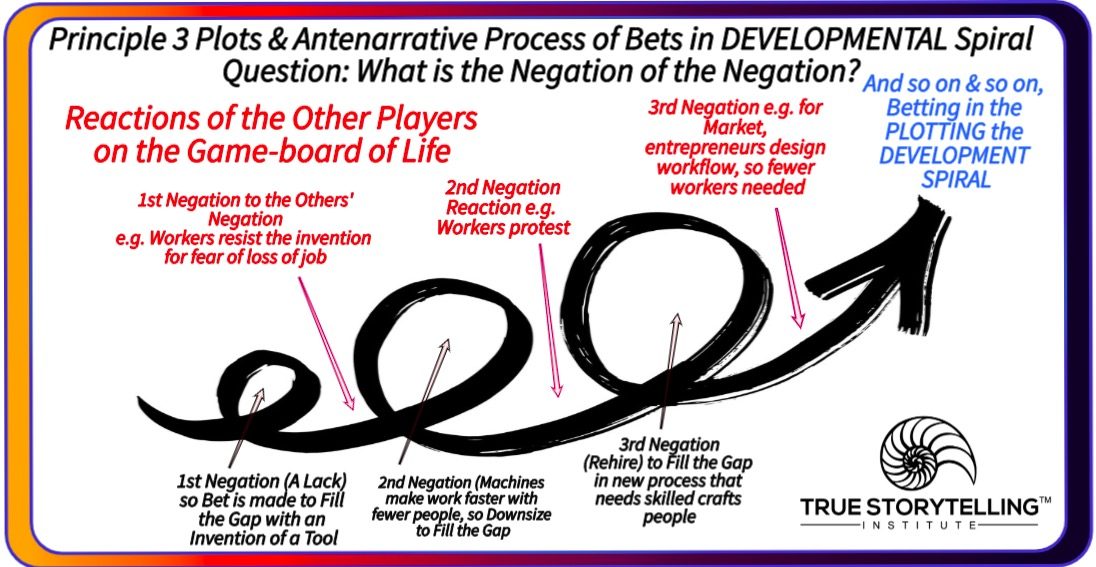 Principle 3 Plots & Antenarrative Process of Bets in DEVELOPMENTAL Spiral
Question: What is the Negation of the Negation?
And so on & so on,
Betting in the
PLOTTING the
DEVELOPMENT
SPIRAL
Reactions of the Other Players
on the Game-board of Life
3rd Negation e.g. for
Market,
entrepreneurs design
workflow, so fewer
workers needed
1st Negation to the Others'
Negation
e.g. Workers resist the invention
for fear of loss of job
2nd Negation
Reaction e.g.
Workers protest
1st Negation (A Lack)
so Bet is made to Fill
the Gap with an
Invention of a Tool
2nd Negation (Machines
make work faster with
fewer people, so Downsize
to Fill the Gap
3rd Negation
(Rehire) to Fill the Gap
in new process that
needs skilled crafts
people
TRUE STORYTELLING™
INSTITUTE